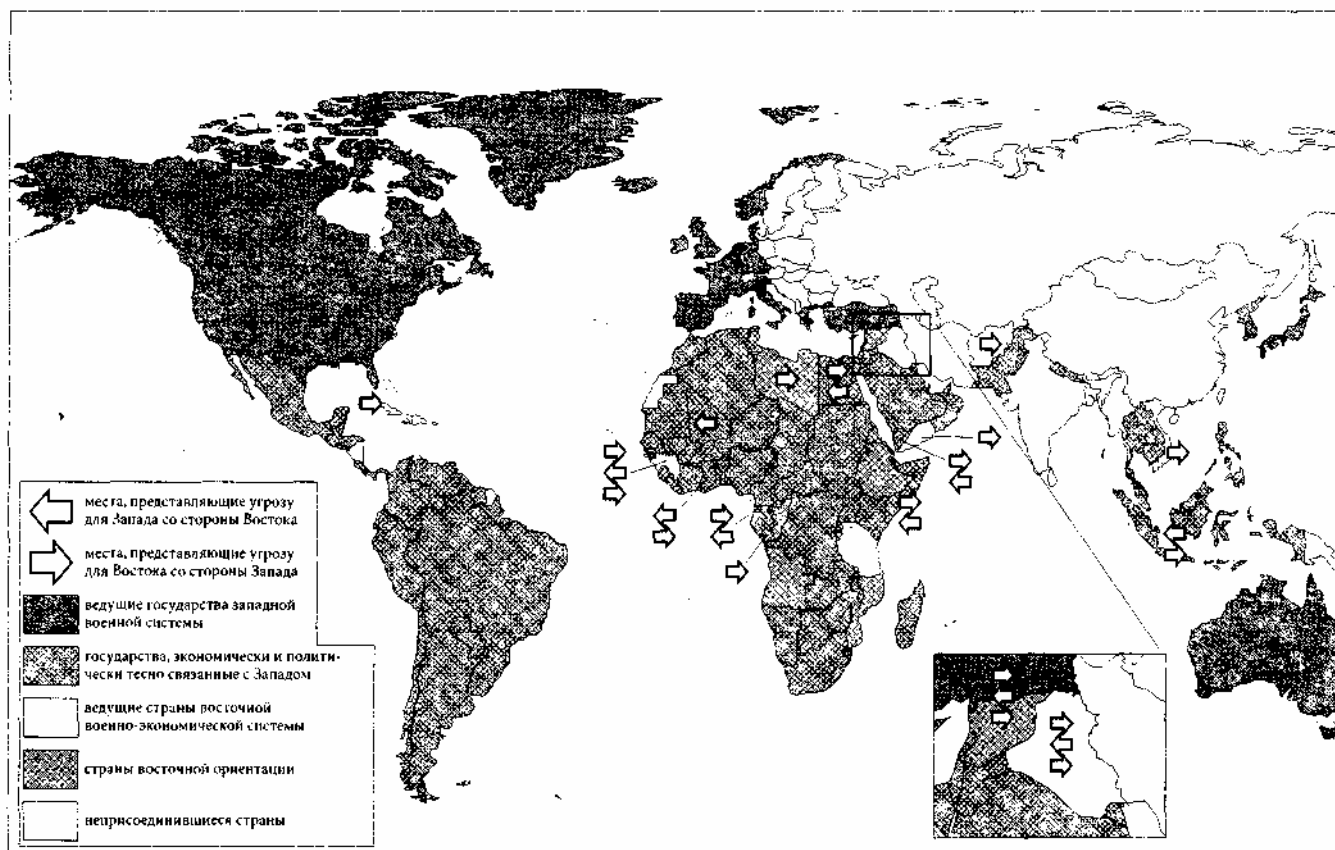 места, представляющие угрозу
для Запада со стороны Востока
места, представляющие угрозу
для Востока со стороны Запада
ведущие государства западной
военной системы
государства, экономически и полити-
чески тесно связанные с Западом
ведущие страны восточной
военно-экономической системы
страны восточной ориентации
неприсоединившиеся страны